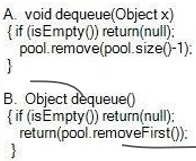 A. void dequeue(Object x)
{ if (isEmpty()) return(null);
pool.remove(pool.size()-1);
}
B. Object dequeue()
{ if (isEmpty()) return(null);
return(pool.removeFirst());
}